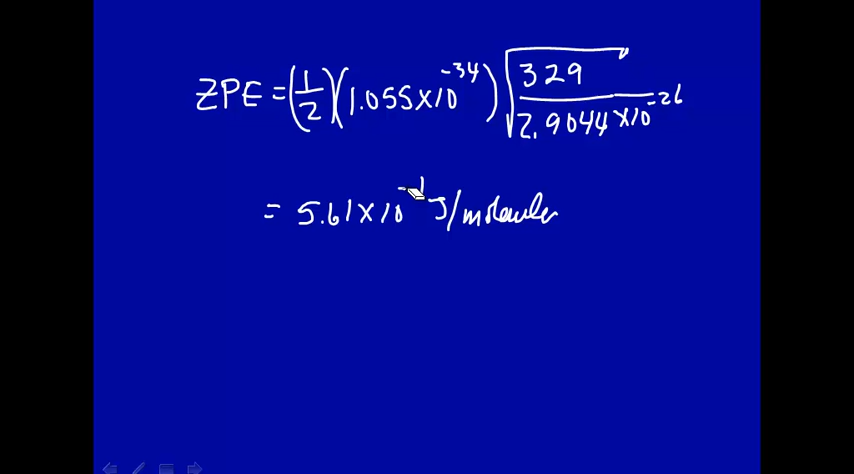 ZPE = (1/2)(1.055×10^-34) √(329 / 2.9044×10^-26)
= 5.61×10^- J/molecule